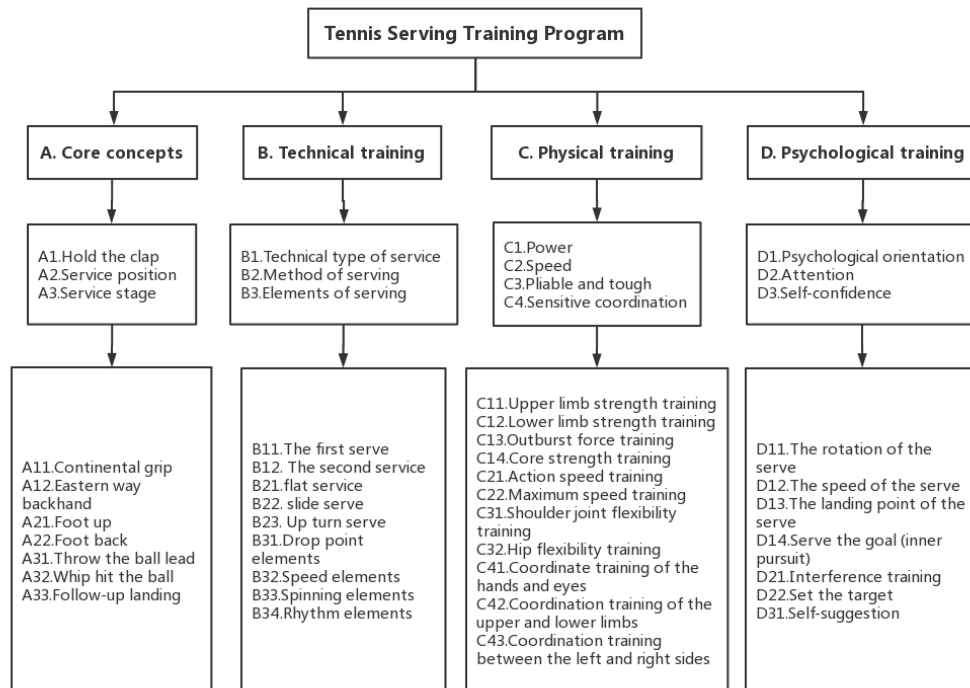 Tennis Serving Training Program
A. Core concepts
B. Technical training
C. Physical training
D. Psychological training
A1.Hold the clap
A2.Service position
A3.Service stage
B1.Technical type of service
B2.Method of serving
B3.Elements of serving
C1.Power
C2.Speed
C3.Pliable and tough
C4.Sensitive coordination
D1.Psychological orientation
D2.Attention
D3.Self-confidence
A11.Continental grip
A12.Eastern way
backhand
A21.Foot up
A22.Foot back
A31.Throw the ball lead
A32.Whip hit the ball
A33.Follow-up landing
B11.The first serve
B12. The second service
B21.flat service
B22. slide serve
B23. Up turn serve
B31.Drop point
elements
B32.Speed elements
B33.Spinning elements
B34.Rhythm elements
C11.Upper limb strength training
C12.Lower limb strength training
C13.Outburst force training
C14.Core strength training
C21.Action speed training
C22.Maximum speed training
C31.Shoulder joint flexibility
training
C32.Hip flexibility training
C41.Coordinate training of the
hands and eyes
C42.Coordination training of the
upper and lower limbs
C43.Coordination training
between the left and right sides
D11.The rotation of the
serve
D12.The speed of the serve
D13.The landing point of the
serve
D14.Serve the goal (inner
pursuit)
D21.Interference training
D22.Set the target
D31.Self-suggestion